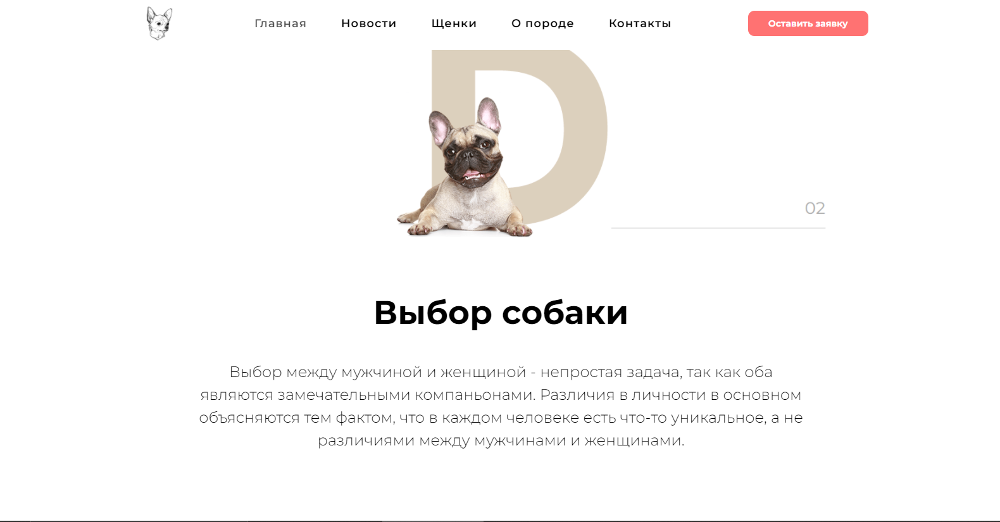 Главная Новости Щенки О породе Контакты Оставить заявку
D
02
Выбор собаки
Выбор между мужчиной и женщиной - непростая задача, так как оба
являются замечательными компаньонами. Различия в личности в основном
объясняются тем фактом, что в каждом человеке есть что-то уникальное, а не
различиями между мужчинами и женщинами.